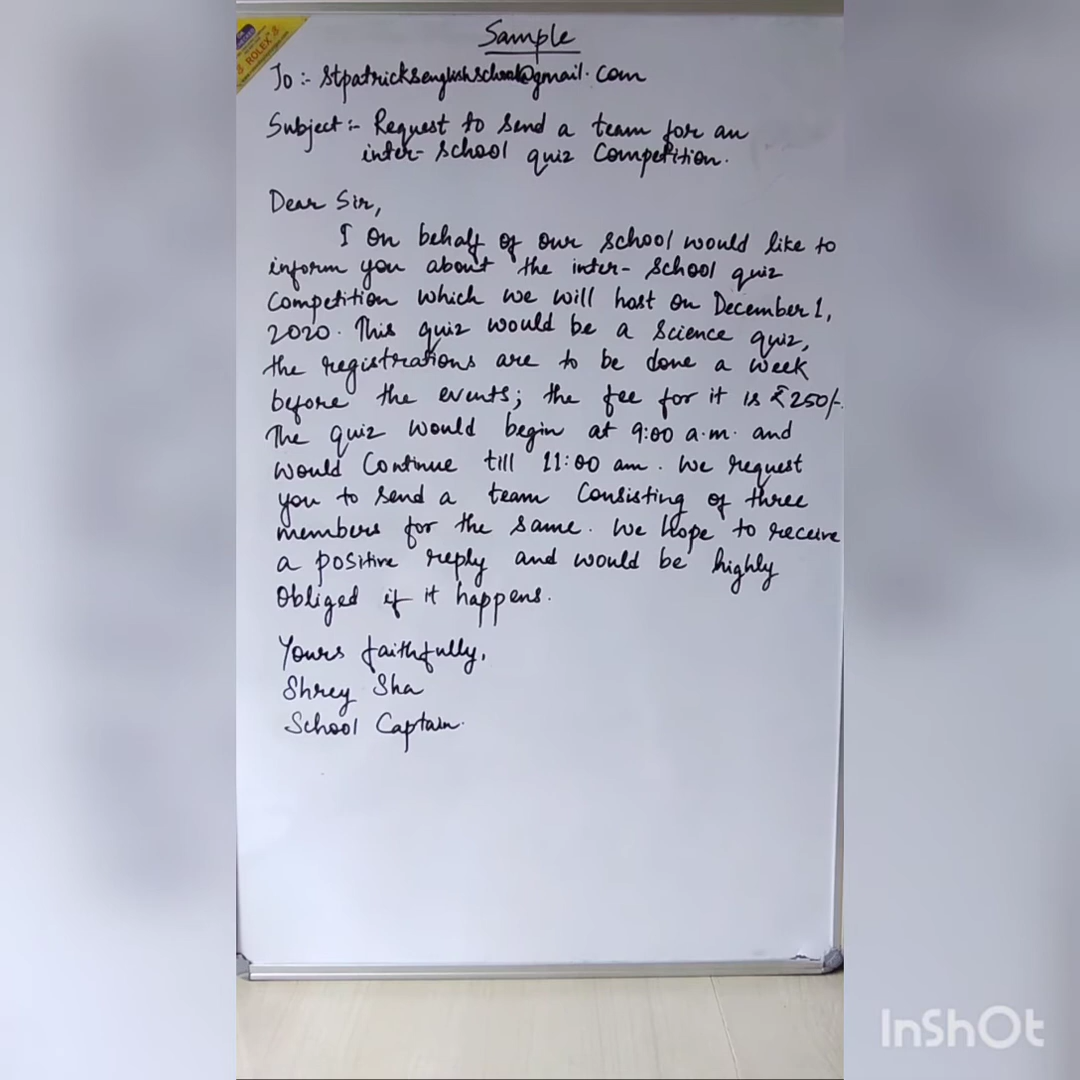 ROLEX
Sample
To :- stpatricksenglishschool@gmail.com
Subject :- Request to send a team for an
inter-school quiz competition.
Dear Sir,
I on behalf of our school would like to
inform you about the inter-school quiz
competition which we will host on December 1,
2020. This quiz would be a science quiz,
the registrations are to be done a week
before the events; the fee for it is ₹250/-.
The quiz would begin at 9:00 a.m. and
would continue till 11:00 am. We request
you to send a team consisting of three
members for the same. We hope to receive
a positive reply and would be highly
obliged if it happens.
Yours faithfully,
Shrey Sha
School Captain.
InShOt